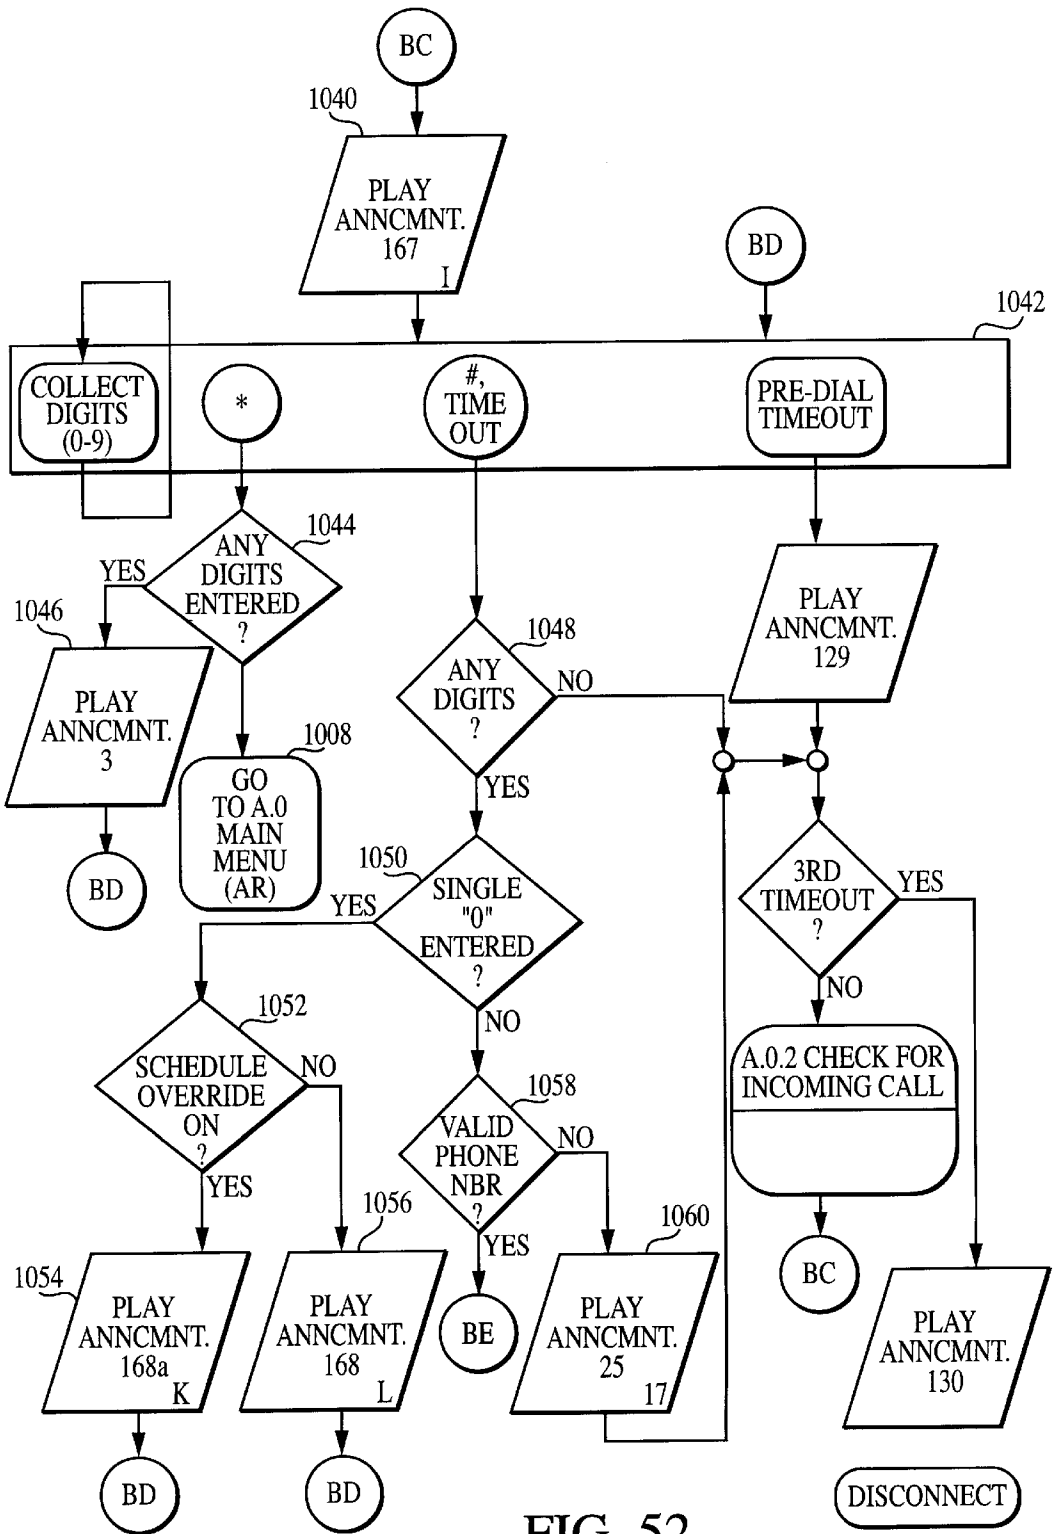 BC
1040
PLAY
ANNCMNT.
167
I
BD
1042
COLLECT
DIGITS
(0-9)
*
#,
TIME
OUT
PRE-DIAL
TIMEOUT
1044
ANY
DIGITS
ENTERED
?
YES
1046
PLAY
ANNCMNT.
3
BD
1008
GO
TO A.0
MAIN
MENU
(AR)
1048
ANY
DIGITS
?
NO
YES
PLAY
ANNCMNT.
129
3RD
TIMEOUT
?
YES
NO
1050
SINGLE
"0"
ENTERED
?
YES
NO
1052
SCHEDULE
OVERRIDE
ON
?
NO
YES
1058
VALID
PHONE
NBR
?
NO
YES
A.0.2 CHECK FOR
INCOMING CALL
BC
1054
PLAY
ANNCMNT.
168a
K
BD
1056
PLAY
ANNCMNT.
168
L
BD
BE
1060
PLAY
ANNCMNT.
25
17
PLAY
ANNCMNT.
130
DISCONNECT
FIG. 52